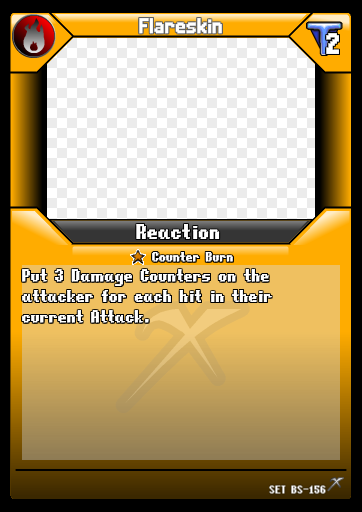 Flareskin
T2
Reaction
Counter Burn
Put 3 Damage Counters on the
attacker for each hit in their
current Attack.
SET BS-156